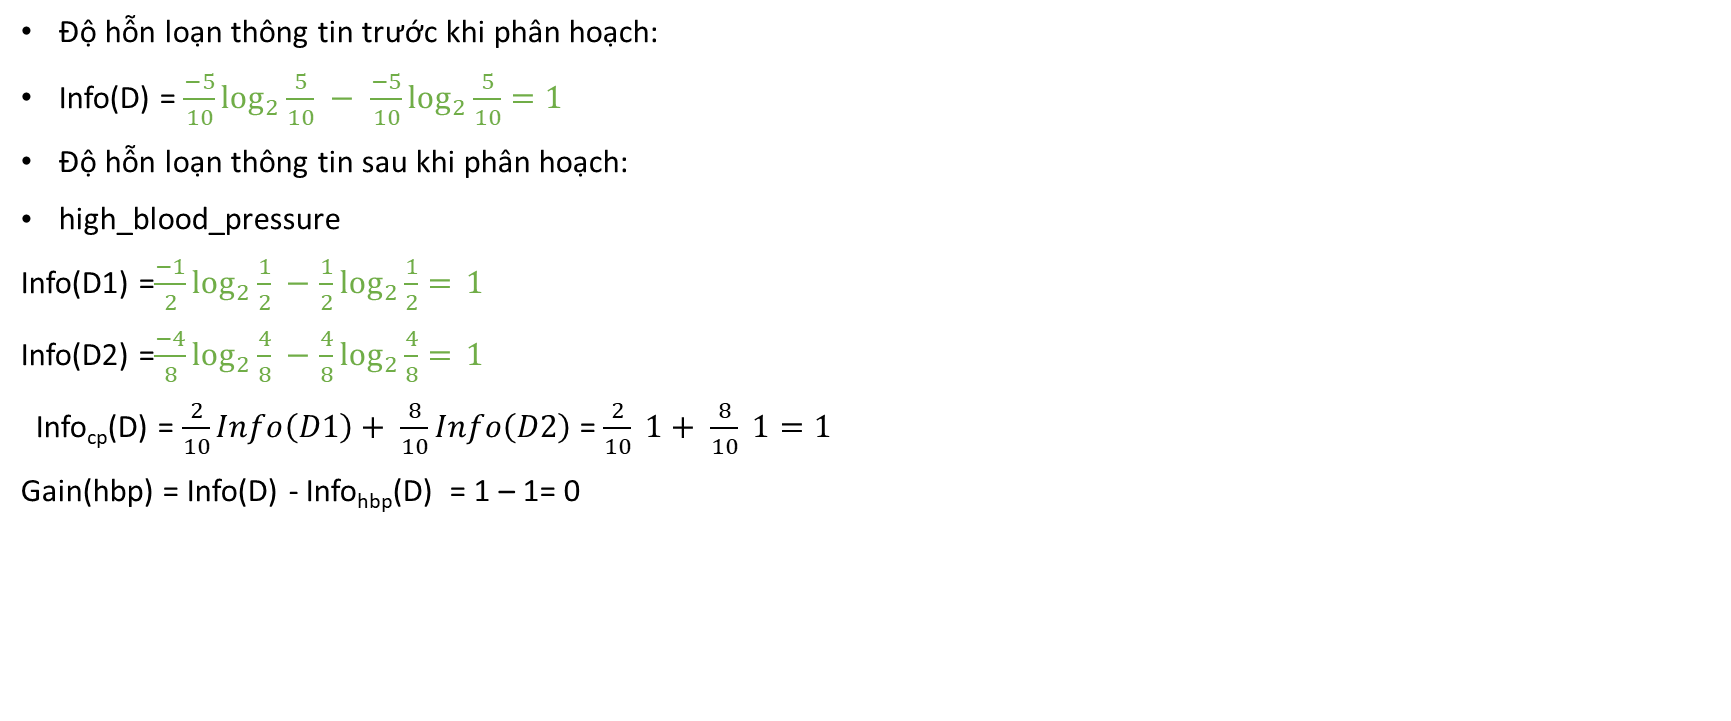 • Độ hỗn loạn thông tin trước khi phân hoạch:
• Info(D) = −5/10 log₂ 5/10 − −5/10 log₂ 5/10 = 1
• Độ hỗn loạn thông tin sau khi phân hoạch:
• high_blood_pressure
Info(D1) = −1/2 log₂ 1/2 − 1/2 log₂ 1/2 = 1
Info(D2) = −4/8 log₂ 4/8 − 4/8 log₂ 4/8 = 1
Info_cp(D) = 2/10 Info(D1) + 8/10 Info(D2) = 2/10 1 + 8/10 1 = 1
Gain(hbp) = Info(D) - Info_hbp(D) = 1 – 1= 0